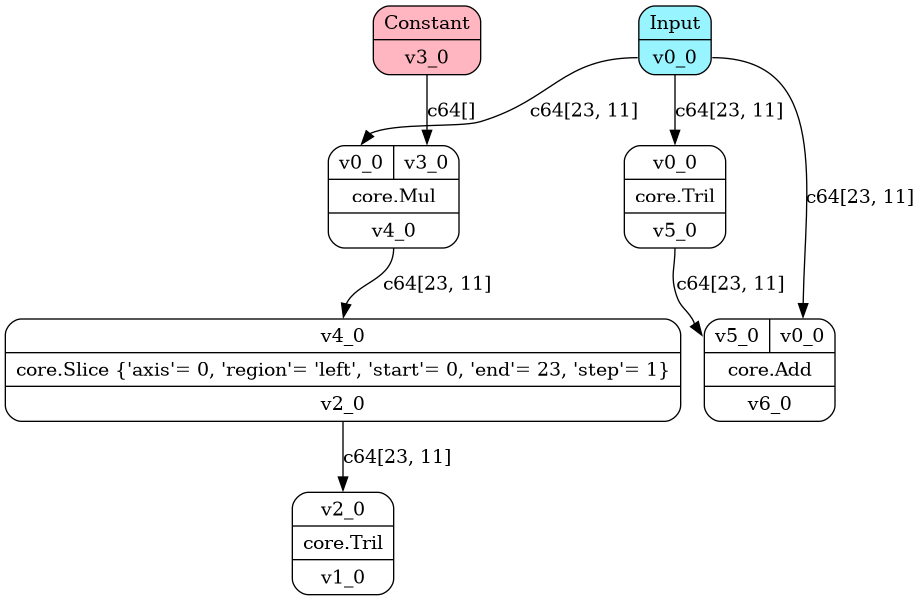 Constant
v3_0
Input
v0_0
c64[]
c64[23, 11]
c64[23, 11]
c64[23, 11]
v0_0 v3_0
core.Mul
v4_0
v0_0
core.Tril
v5_0
c64[23, 11]
c64[23, 11]
v4_0
core.Slice {'axis'= 0, 'region'= 'left', 'start'= 0, 'end'= 23, 'step'= 1}
v2_0
v5_0 v0_0
core.Add
v6_0
c64[23, 11]
v2_0
core.Tril
v1_0